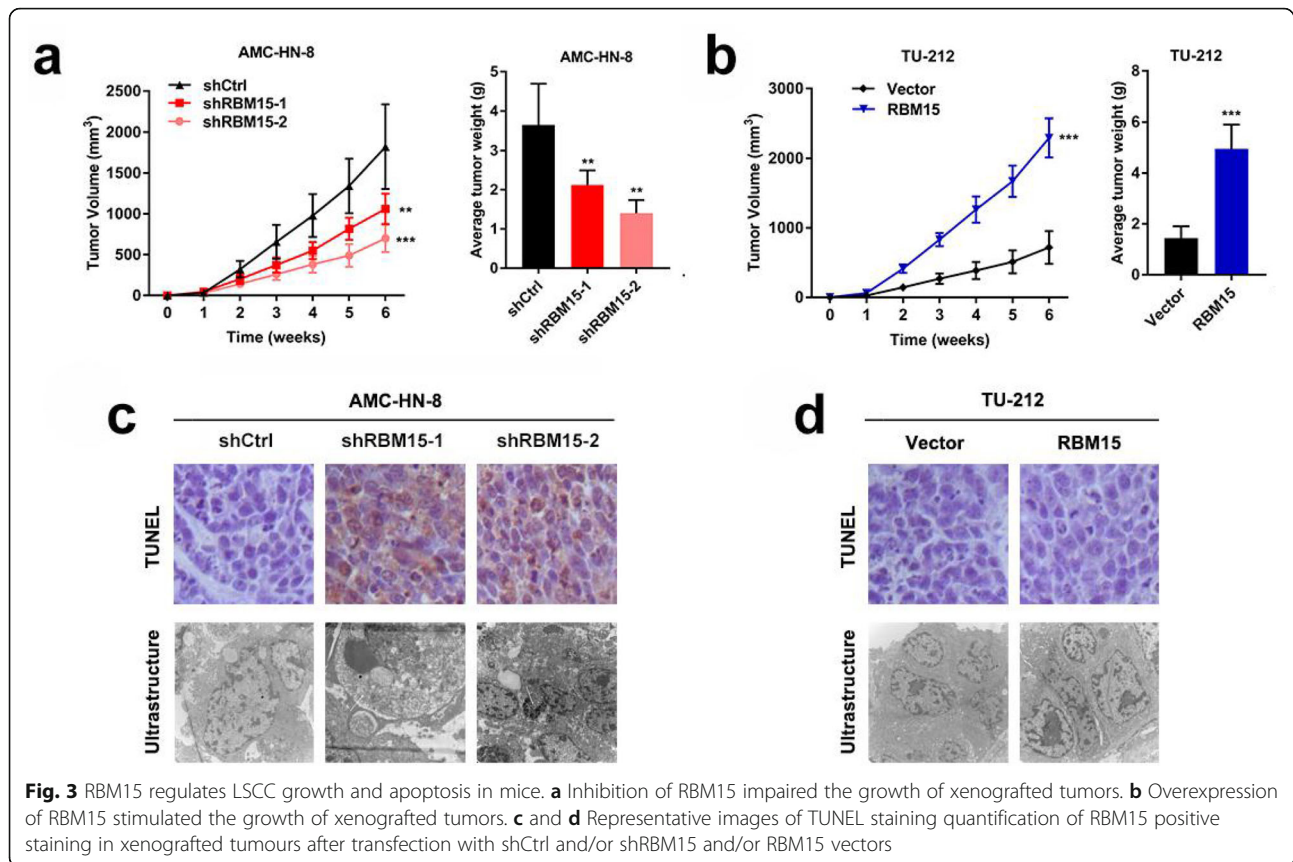 a
AMC-HN-8
shCtrl
shRBM15-1
shRBM15-2
Tumor Volume (mm³)
2500
2000
1500
1000
500
0
**
***
0 1 2 3 4 5 6
Time (weeks)
AMC-HN-8
Average tumor weight (g)
5
4
3
2
1
0
**
**
shCtrl
shRBM15-1
shRBM15-2
b
TU-212
Vector
RBM15
Tumor Volume (mm³)
3000
2000
1000
0
***
0 1 2 3 4 5 6
Time (weeks)
TU-212
Average tumor weight (g)
8
6
4
2
0
***
Vector
RBM15
c
AMC-HN-8
shCtrl shRBM15-1 shRBM15-2
TUNEL
Ultrastructure
d
TU-212
Vector RBM15
TUNEL
Ultrastructure
Fig. 3 RBM15 regulates LSCC growth and apoptosis in mice. a Inhibition of RBM15 impaired the growth of xenografted tumors. b Overexpression
of RBM15 stimulated the growth of xenografted tumors. c and d Representative images of TUNEL staining quantification of RBM15 positive
staining in xenografted tumours after transfection with shCtrl and/or shRBM15 and/or RBM15 vectors